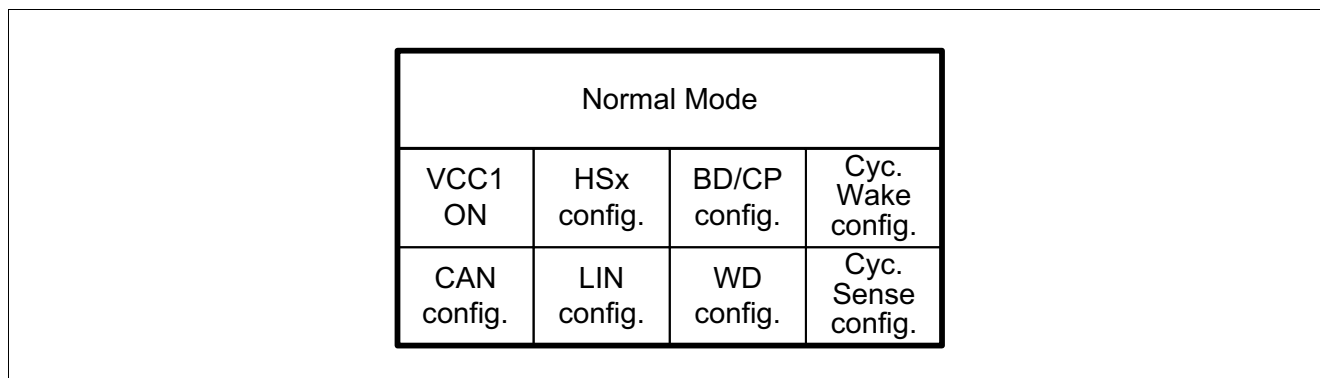 Normal Mode
VCC1
ON
HSx
config.
BD/CP
config.
Cyc.
Wake
config.
CAN
config.
LIN
config.
WD
config.
Cyc.
Sense
config.